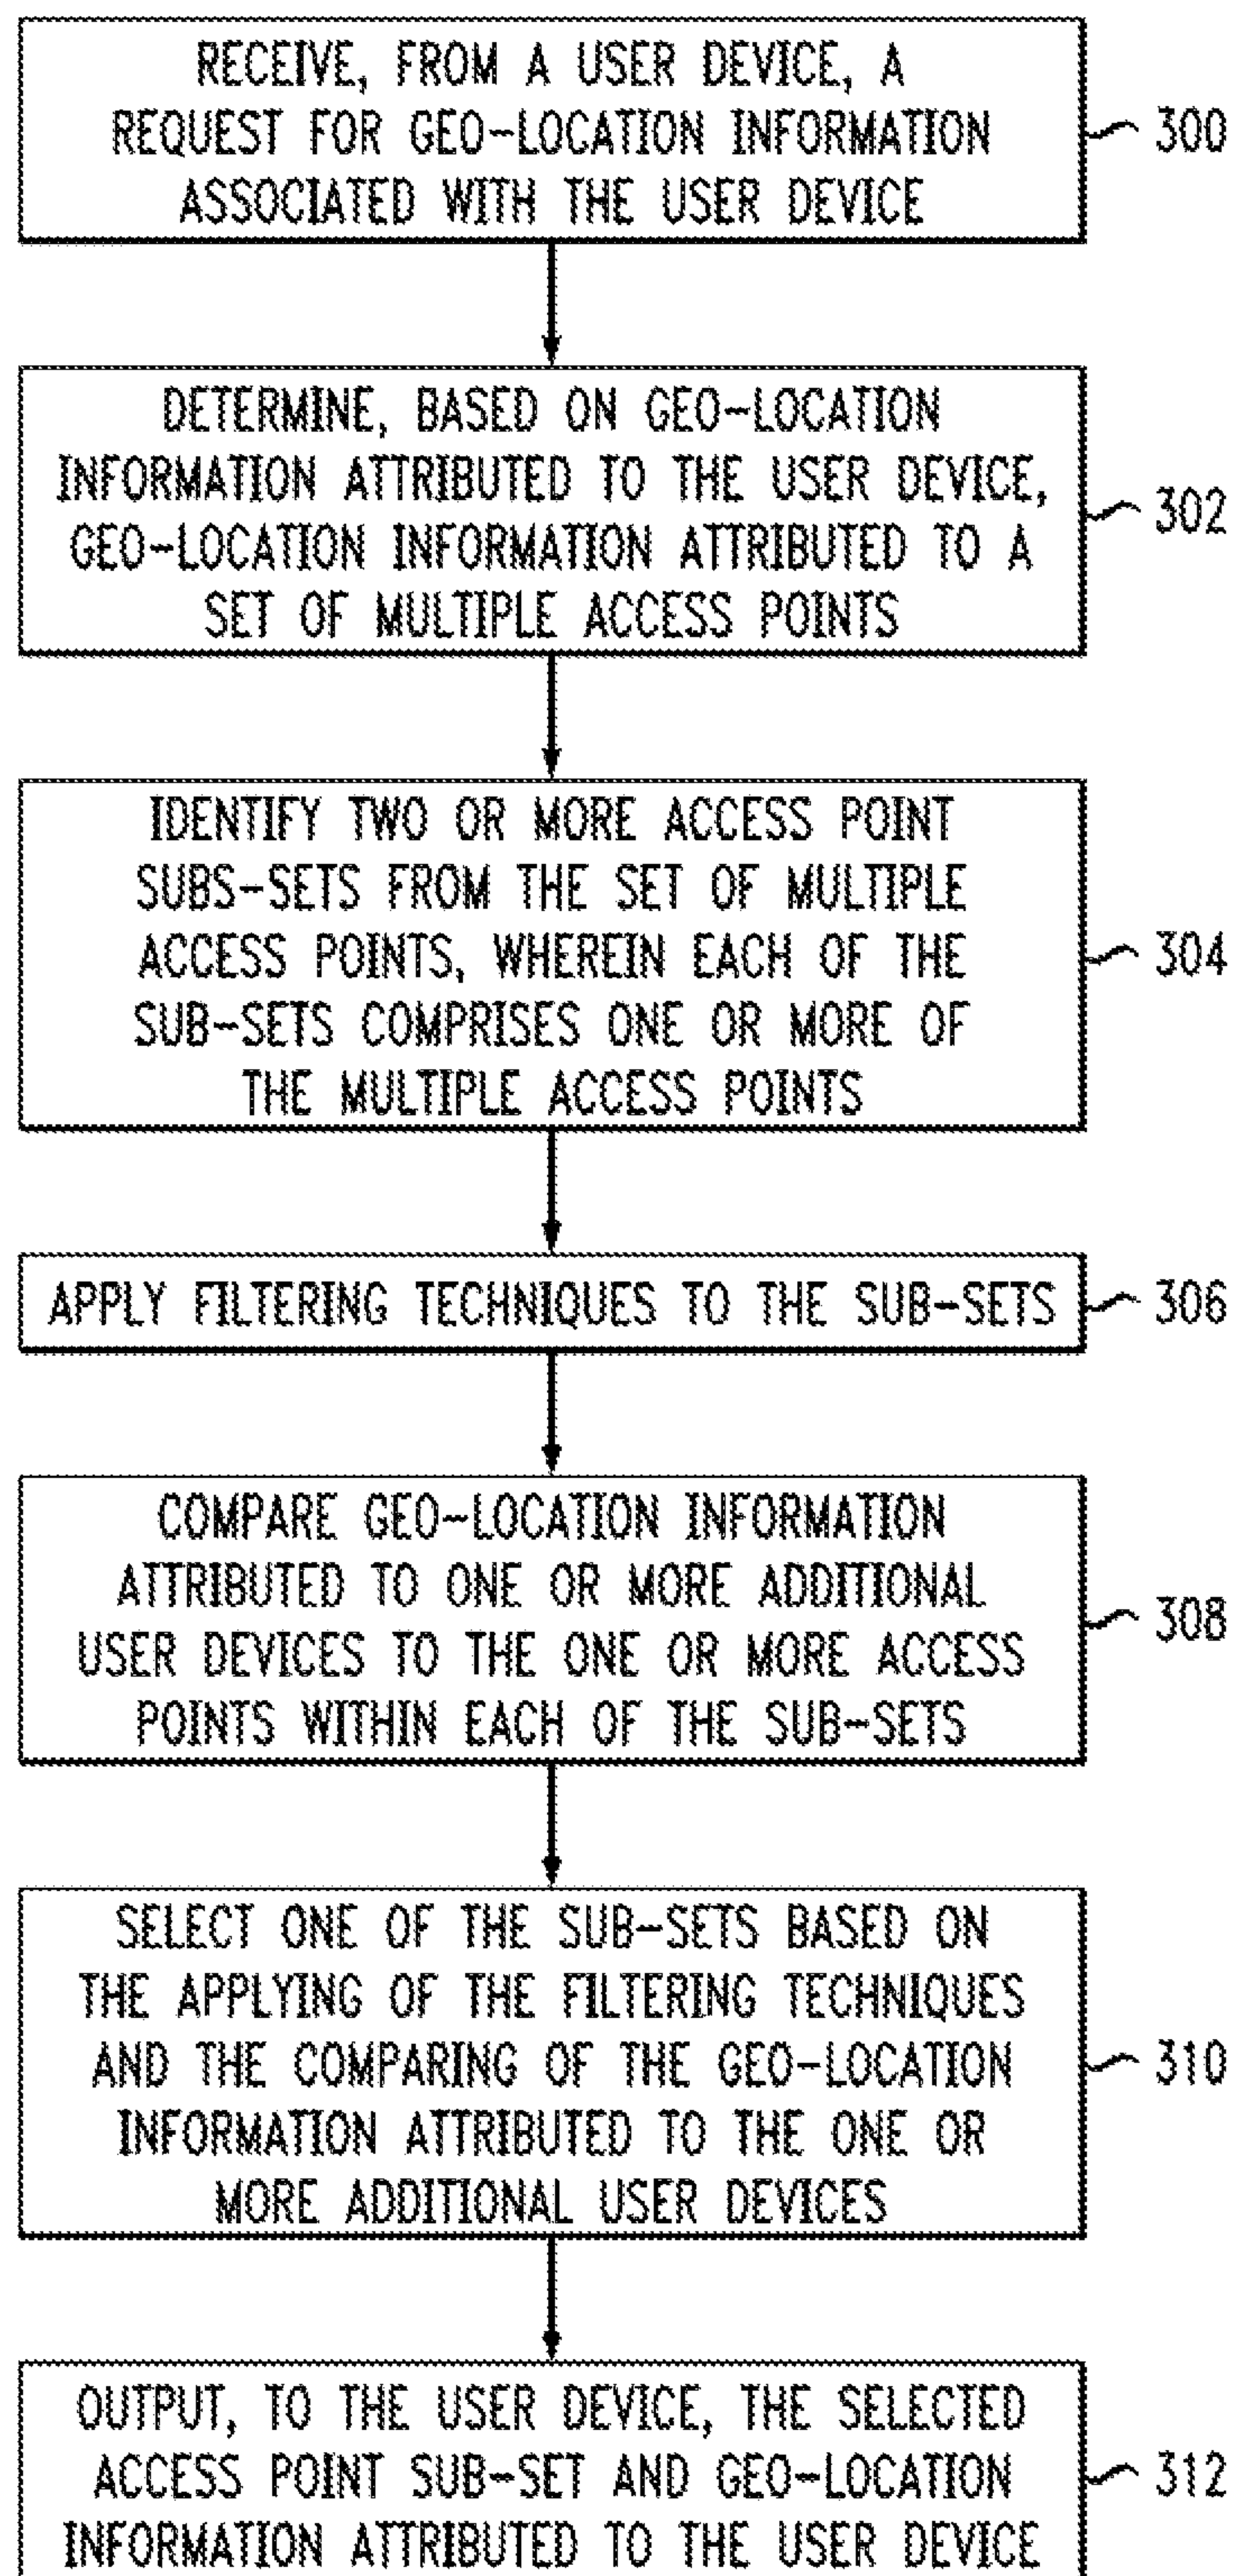 RECEIVE, FROM A USER DEVICE, A
REQUEST FOR GEO-LOCATION INFORMATION
ASSOCIATED WITH THE USER DEVICE
300
DETERMINE, BASED ON GEO-LOCATION
INFORMATION ATTRIBUTED TO THE USER DEVICE,
GEO-LOCATION INFORMATION ATTRIBUTED TO A
SET OF MULTIPLE ACCESS POINTS
302
IDENTIFY TWO OR MORE ACCESS POINT
SUBS-SETS FROM THE SET OF MULTIPLE
ACCESS POINTS, WHEREIN EACH OF THE
SUB-SETS COMPRISES ONE OR MORE OF
THE MULTIPLE ACCESS POINTS
304
APPLY FILTERING TECHNIQUES TO THE SUB-SETS
306
COMPARE GEO-LOCATION INFORMATION
ATTRIBUTED TO ONE OR MORE ADDITIONAL
USER DEVICES TO THE ONE OR MORE ACCESS
POINTS WITHIN EACH OF THE SUB-SETS
308
SELECT ONE OF THE SUB-SETS BASED ON
THE APPLYING OF THE FILTERING TECHNIQUES
AND THE COMPARING OF THE GEO-LOCATION
INFORMATION ATTRIBUTED TO THE ONE OR
MORE ADDITIONAL USER DEVICES
310
OUTPUT, TO THE USER DEVICE, THE SELECTED
ACCESS POINT SUB-SET AND GEO-LOCATION
INFORMATION ATTRIBUTED TO THE USER DEVICE
312